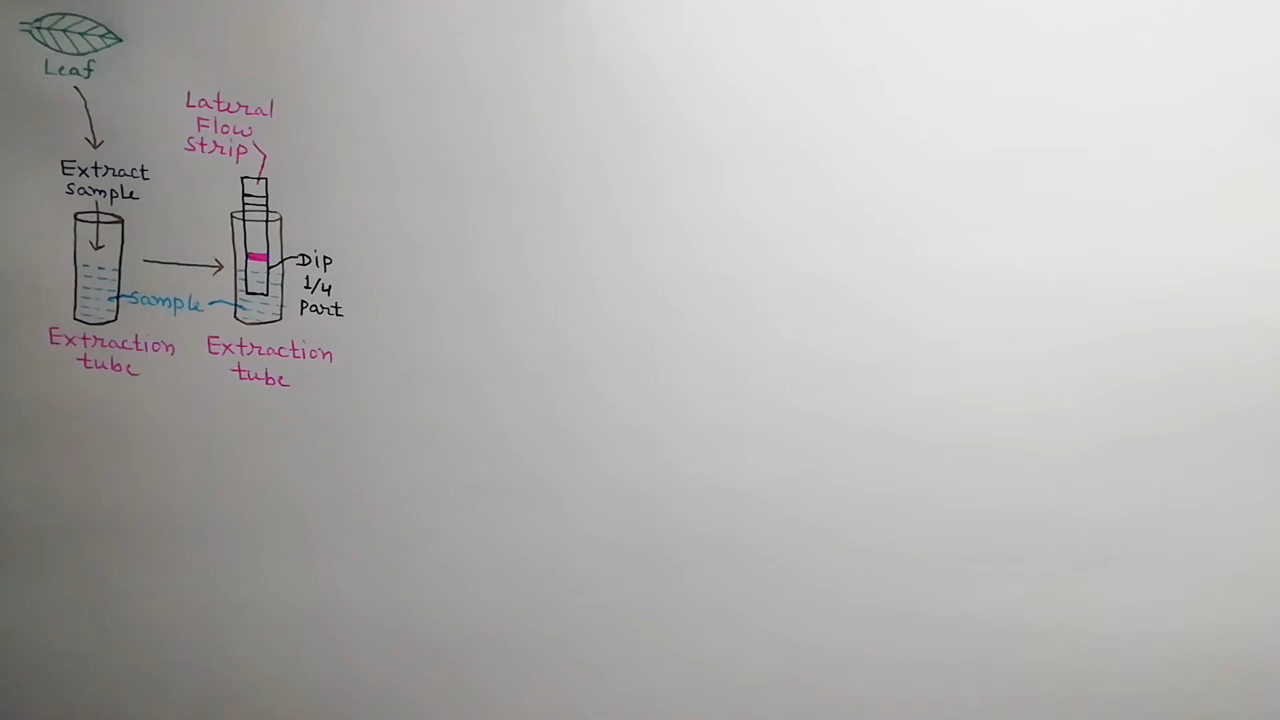 Leaf
Extract
sample
Lateral
Flow
strip
Dip
1/4
Part
sample
Extraction
tube
Extraction
tube